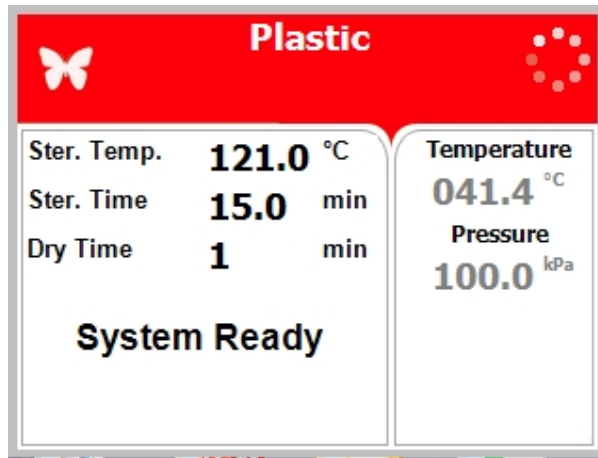 Plastic
Ster. Temp. 121.0 °C
Ster. Time 15.0 min
Dry Time 1 min
System Ready
Temperature
041.4 °C
Pressure
100.0 kPa